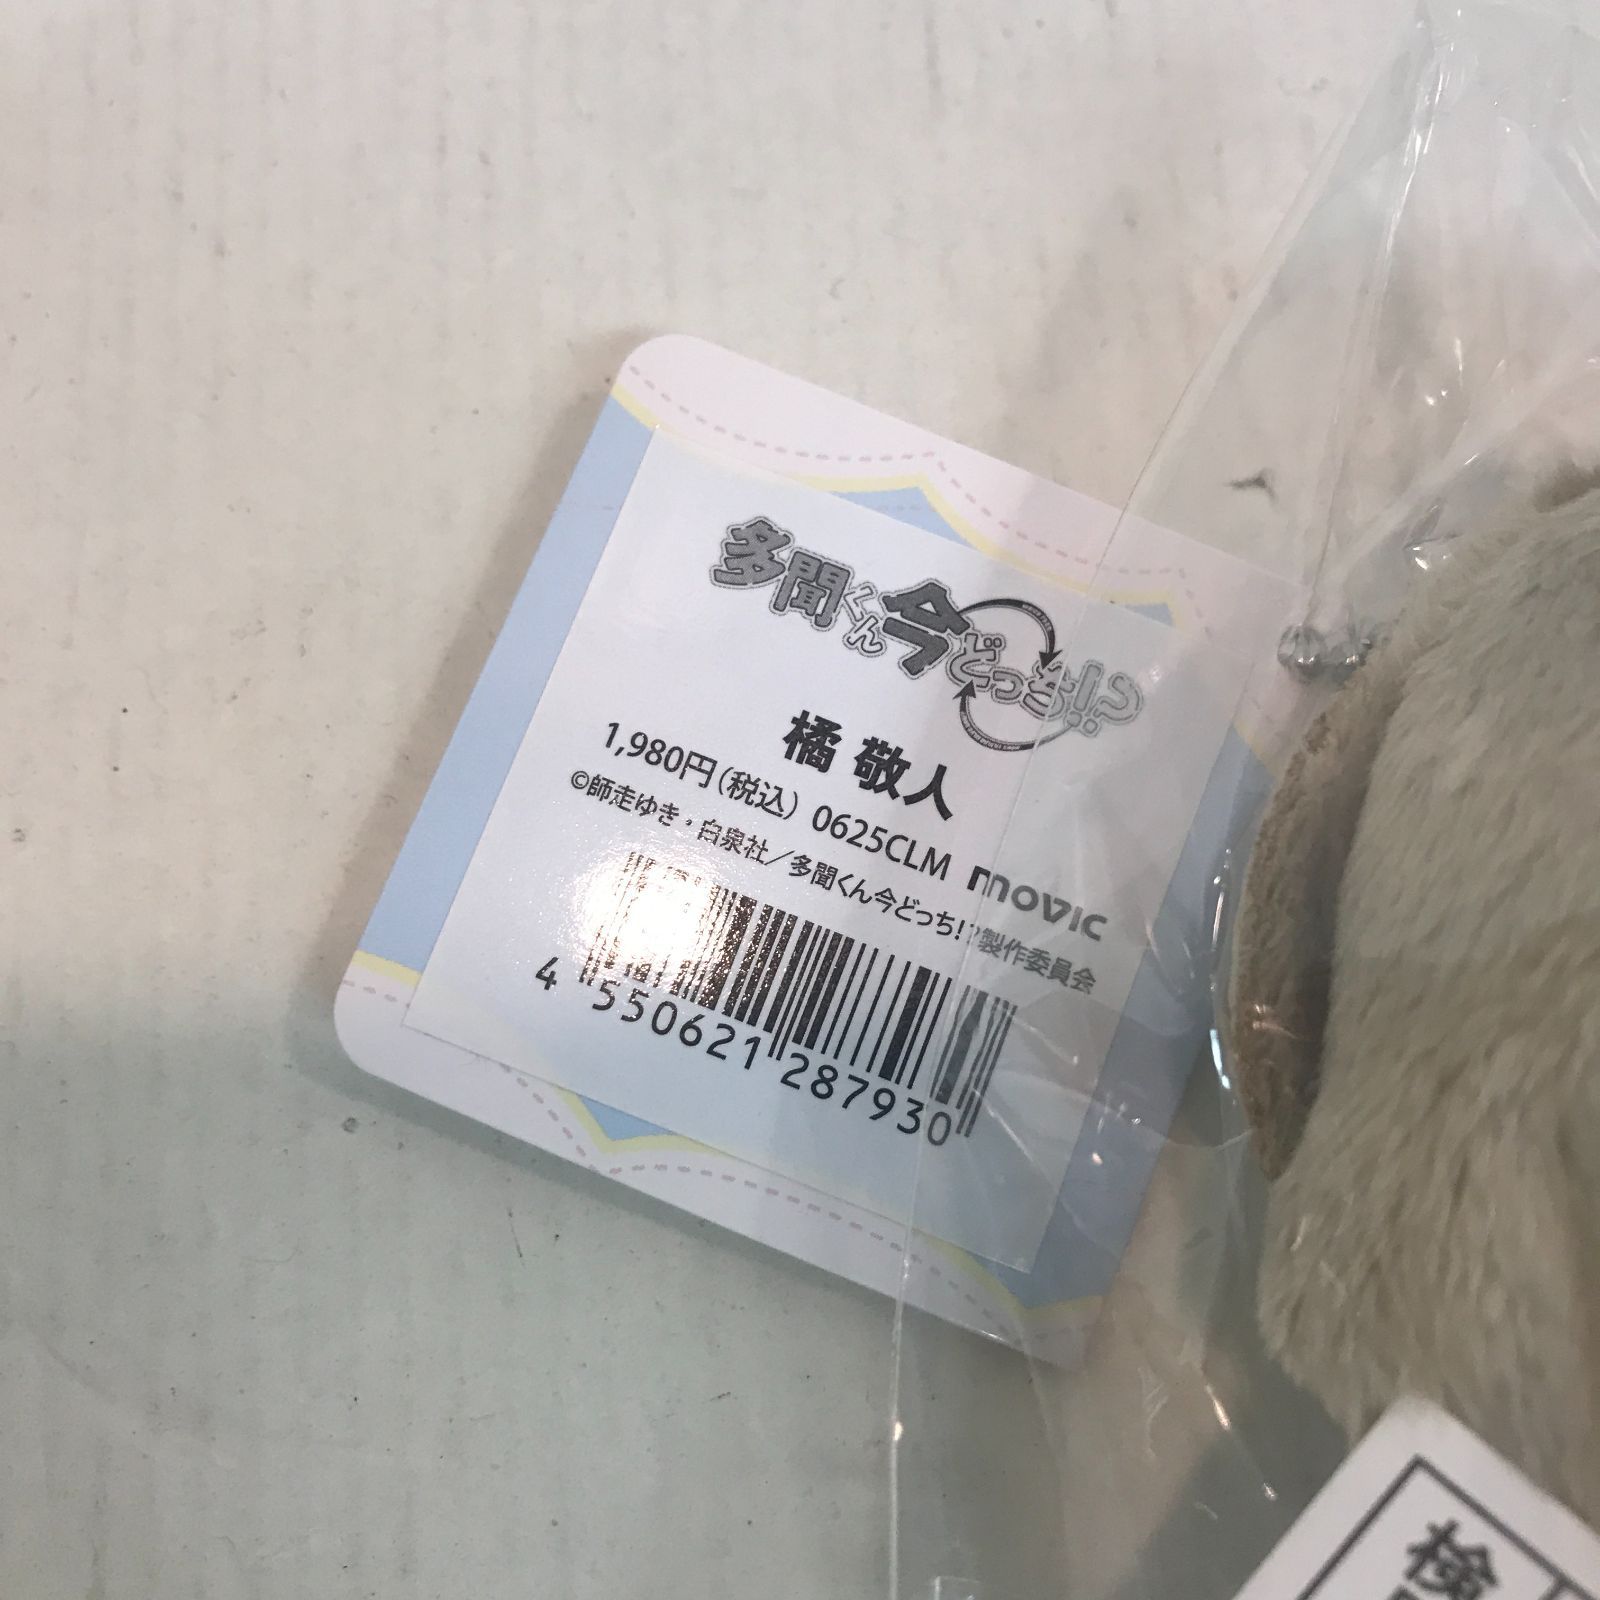 多聞くん今どっち!?
橘 敬人
1,980円(税込) 0625CLM movic
©師走ゆき・白泉社／多聞くん今どっち!?製作委員会
4 550621 287930
検